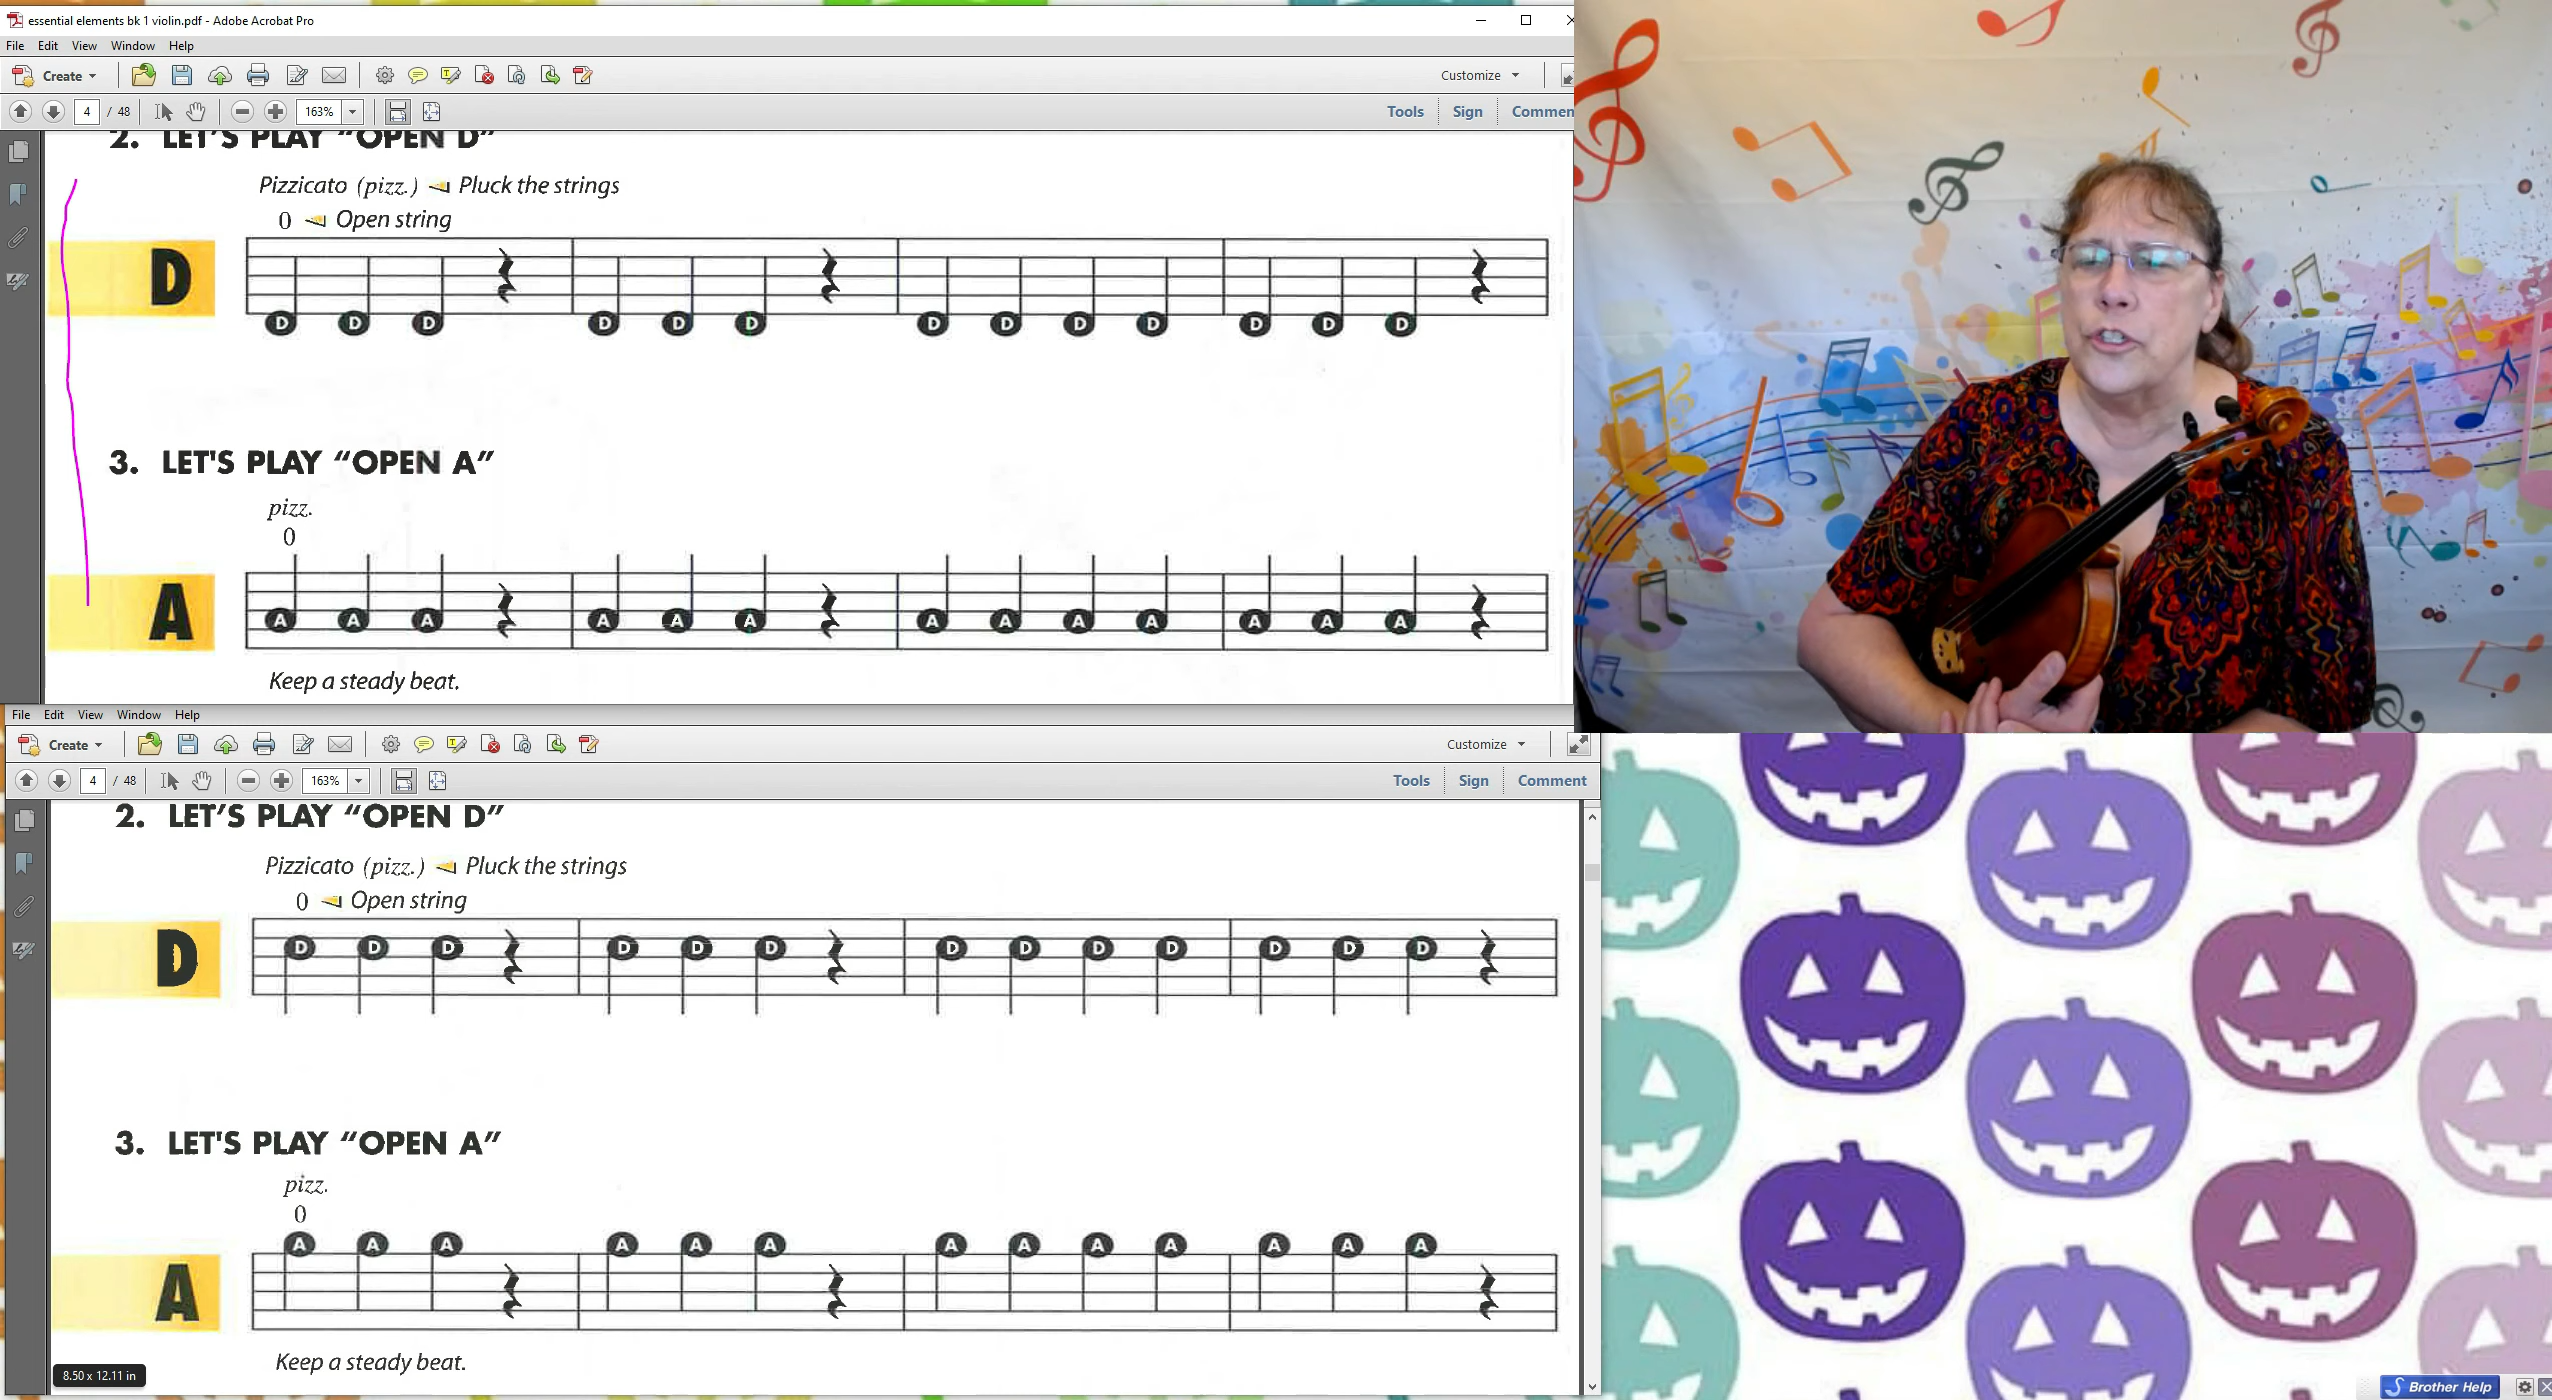 essential elements bk 1 violin.pdf - Adobe Acrobat Pro
File Edit View Window Help
Create Customize
4 / 48 163% Tools Sign Commen
2. LET'S PLAY "OPEN D"
Pizzicato (pizz.) Pluck the strings
0 Open string
D
D D D D D D D D D D D D D
3. LET'S PLAY "OPEN A"
pizz.
0
A
A A A A A A A A A A A A A
Keep a steady beat.
File Edit View Window Help
Create Customize
4 / 48 163% Tools Sign Comment
2. LET'S PLAY "OPEN D"
Pizzicato (pizz.) Pluck the strings
0 Open string
D
D D D D D D D D D D D D D
3. LET'S PLAY "OPEN A"
pizz.
0
A
A A A A A A A A A A A A A
Keep a steady beat.
8.50 x 12.11 in
Brother Help